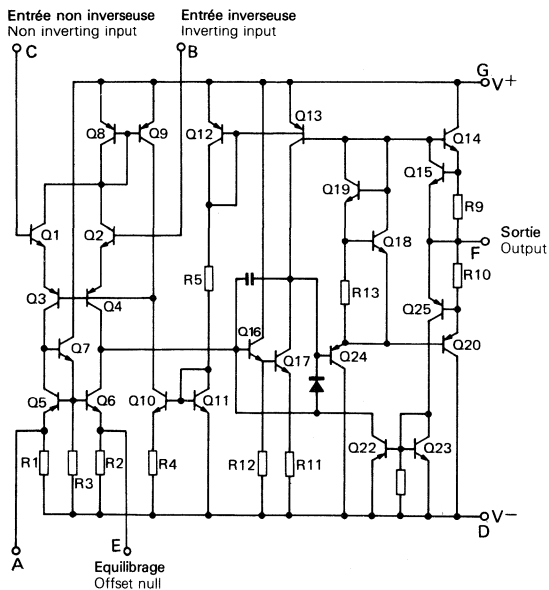 Entrée non inverseuse
Non inverting input
Entrée inverseuse
Inverting input
C
B
G
V+
Q8
Q9
Q12
Q13
Q14
Q15
Q19
R9
Q1
Q2
Q18
Sortie
Output
F
R5
R10
R13
Q3
Q4
Q25
Q16
Q7
Q17
Q24
Q20
Q5
Q6
Q10
Q11
Q22
Q23
R1
R3
R2
R4
R12
R11
V−
D
A
E
Equilibrage
Offset null